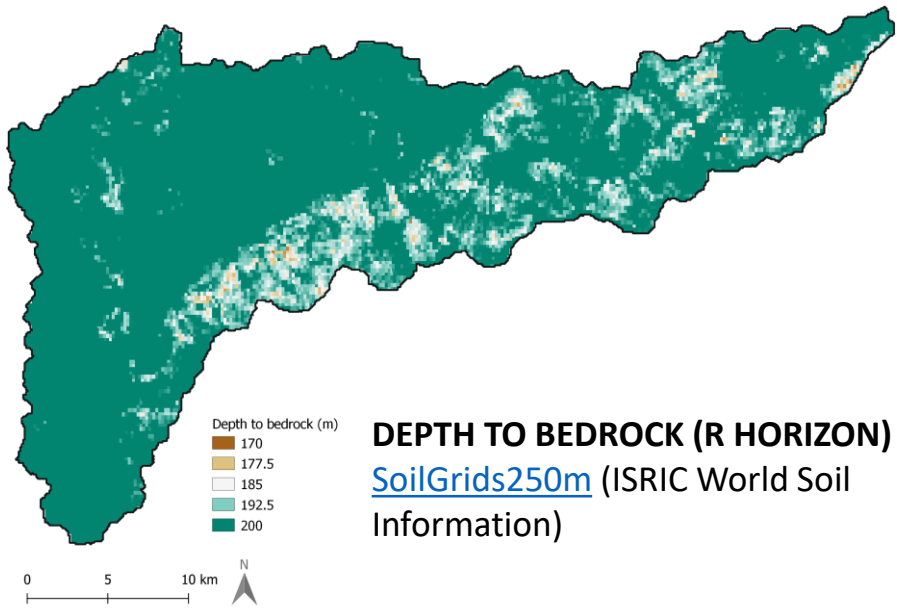 Depth to bedrock (m)
170
177.5
185
192.5
200
DEPTH TO BEDROCK (R HORIZON)
SoilGrids250m (ISRIC World Soil
Information)
0 5 10 km
N